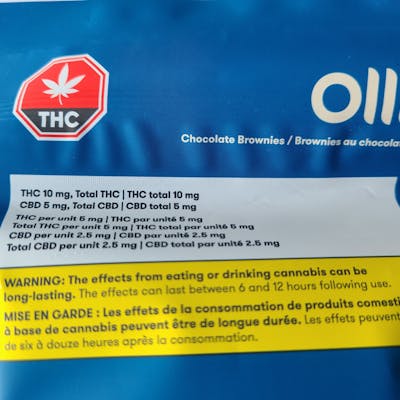 THC
Oll
Chocolate Brownies / Brownies au chocola
THC 10 mg, Total THC | THC total 10 mg
CBD 5 mg, Total CBD | CBD total 5 mg
THC per unit 5 mg | THC par unité 5 mg
Total THC per unit 5 mg | THC total par unité 5 mg
CBD per unit 2.5 mg | CBD par unité 2.5 mg
Total CBD per unit 2.5 mg | CBD total par unité 2.5 mg
WARNING: The effects from eating or drinking cannabis can be
long-lasting. The effects can last between 6 and 12 hours following use.
MISE EN GARDE : Les effets de la consommation de produits comesti
à base de cannabis peuvent être de longue durée. Les effets peuvent
de six à douze heures après la consommation.